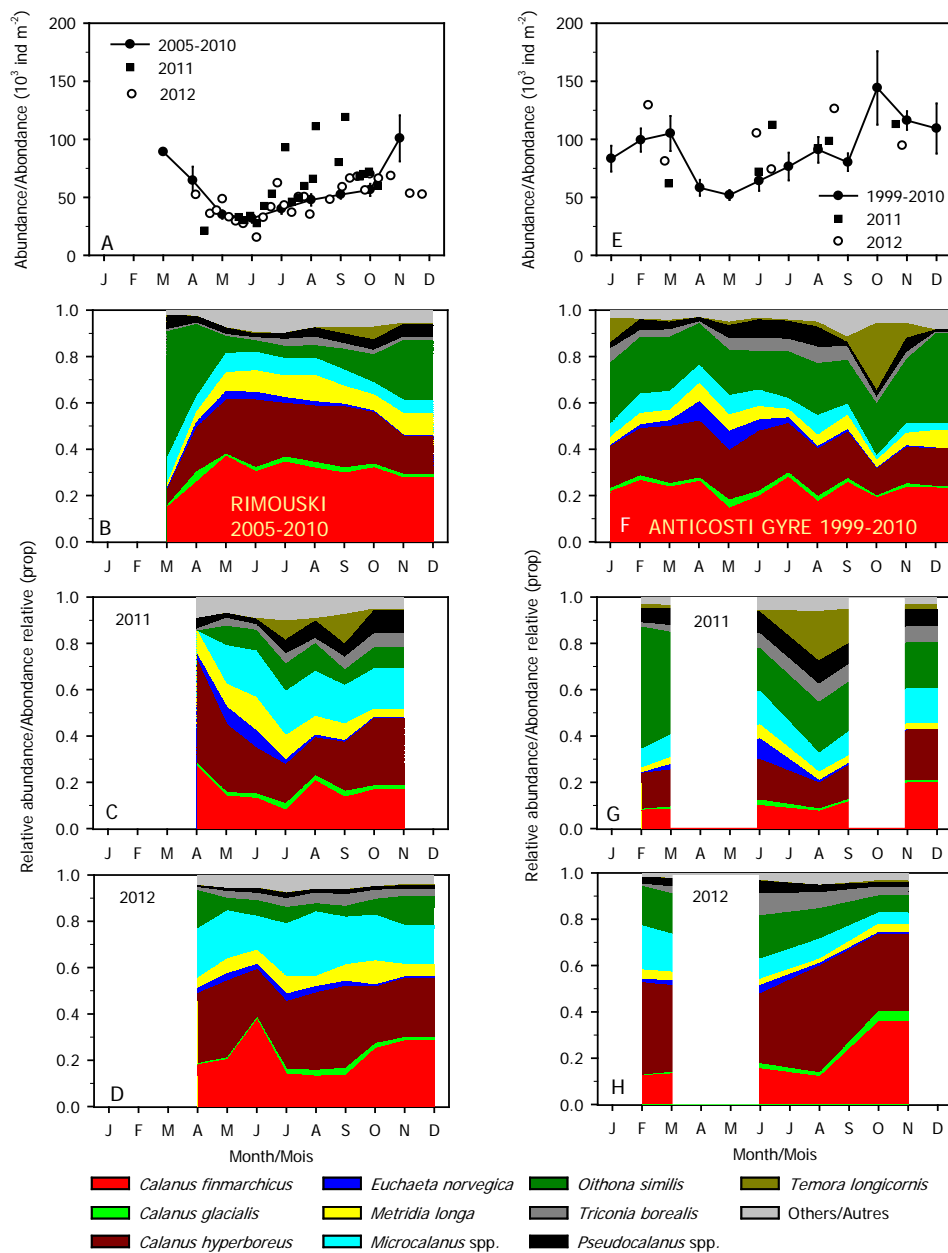 200
150
100
50
0
Abundance/Abondance (10³ ind m⁻²)
2005-2010
2011
2012
A
J F M A M J J A S O N D
200
150
100
50
0
Abundance/Abondance (10³ ind m⁻²)
1999-2010
2011
2012
E
J F M A M J J A S O N D
1.0
0.8
0.6
0.4
0.2
0.0
RIMOUSKI
2005-2010
B
J F M A M J J A S O N D
1.0
0.8
0.6
0.4
0.2
0.0
F
ANTICOSTI GYRE 1999-2010
J F M A M J J A S O N D
Relative abundance/Abondance relative (prop)
1.0
0.8
0.6
0.4
0.2
0.0
2011
C
J F M A M J J A S O N D
Relative abundance/Abondance relative (prop)
1.0
0.8
0.6
0.4
0.2
0.0
2011
G
J F M A M J J A S O N D
1.0
0.8
0.6
0.4
0.2
0.0
2012
D
J F M A M J J A S O N D
Month/Mois
1.0
0.8
0.6
0.4
0.2
0.0
2012
H
J F M A M J J A S O N D
Month/Mois
Calanus finmarchicus
Calanus glacialis
Calanus hyperboreus
Euchaeta norvegica
Metridia longa
Microcalanus spp.
Oithona similis
Triconia borealis
Pseudocalanus spp.
Temora longicornis
Others/Autres